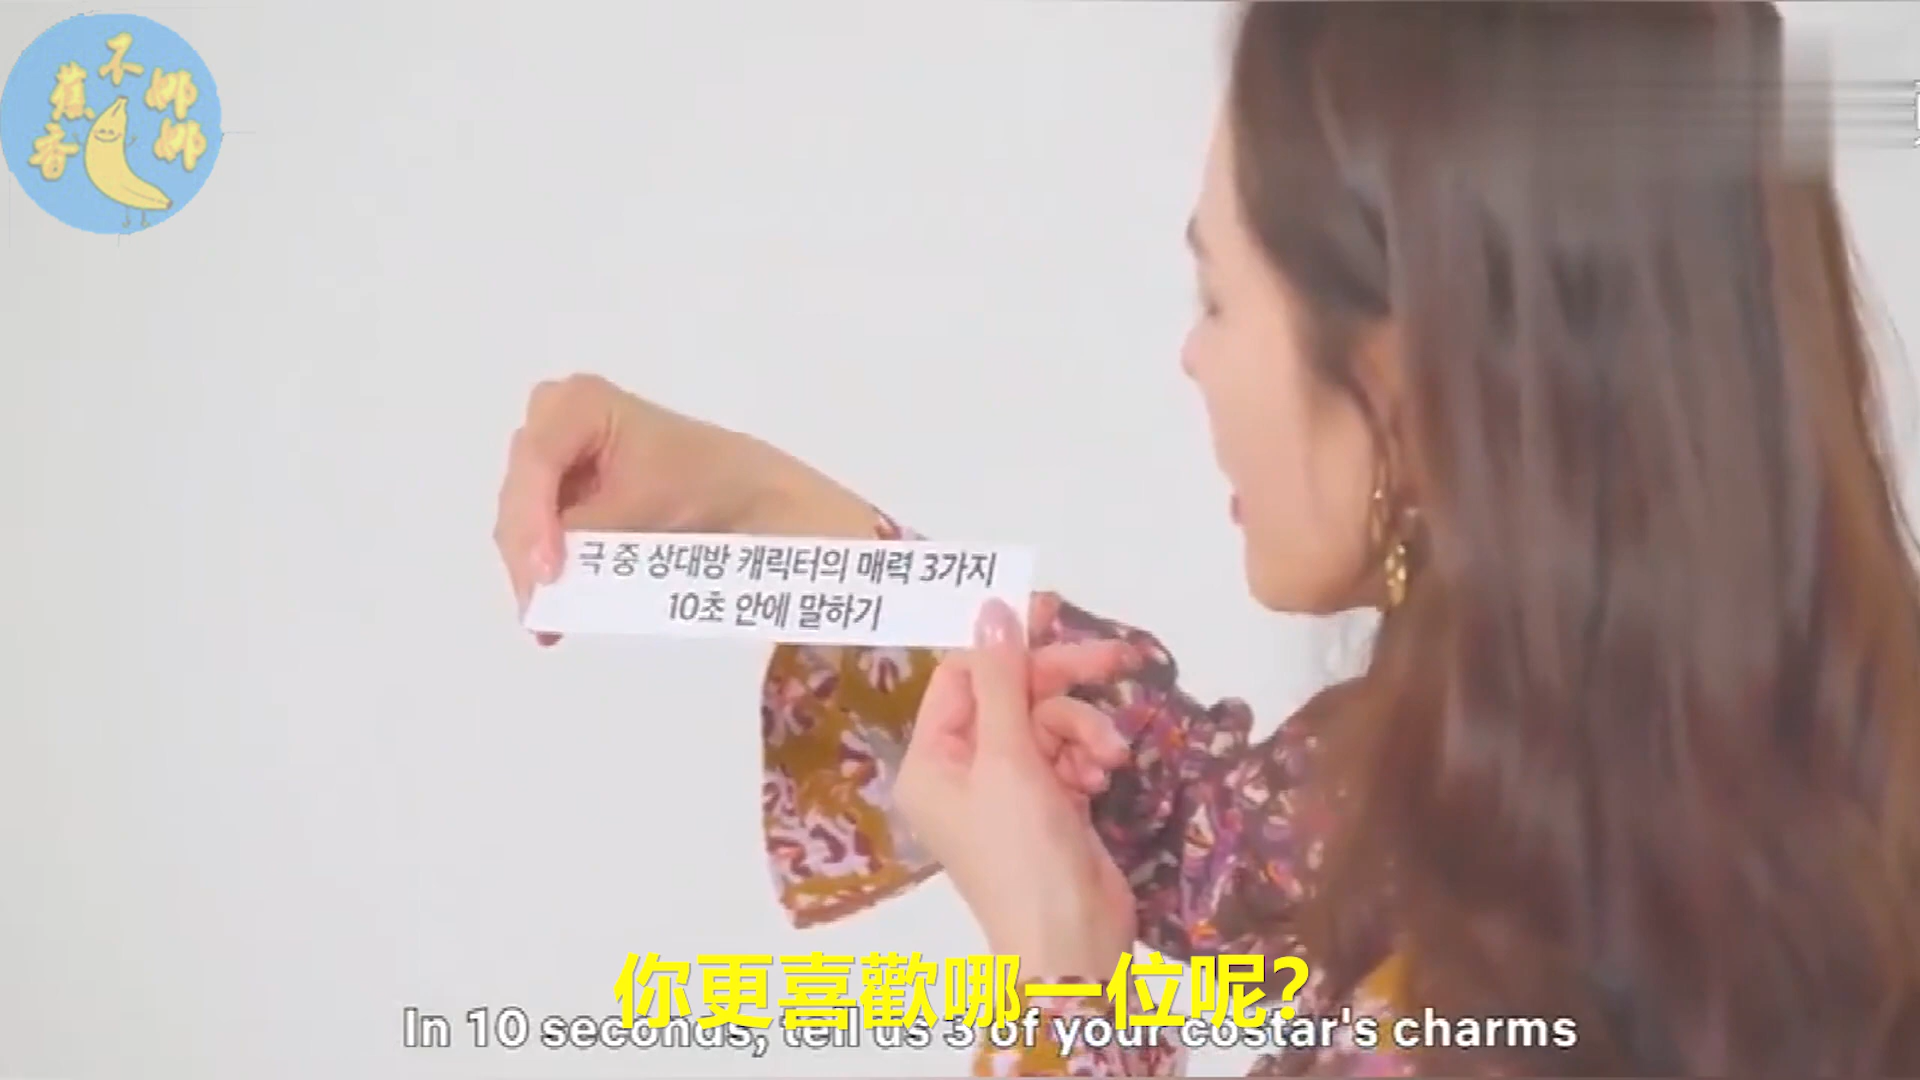 香蕉不娜娜
극 중 상대방 캐릭터의 매력 3가지
10초 안에 말하기
你更喜歡哪一位呢?
In 10 seconds, tell us 3 of your costar's charms